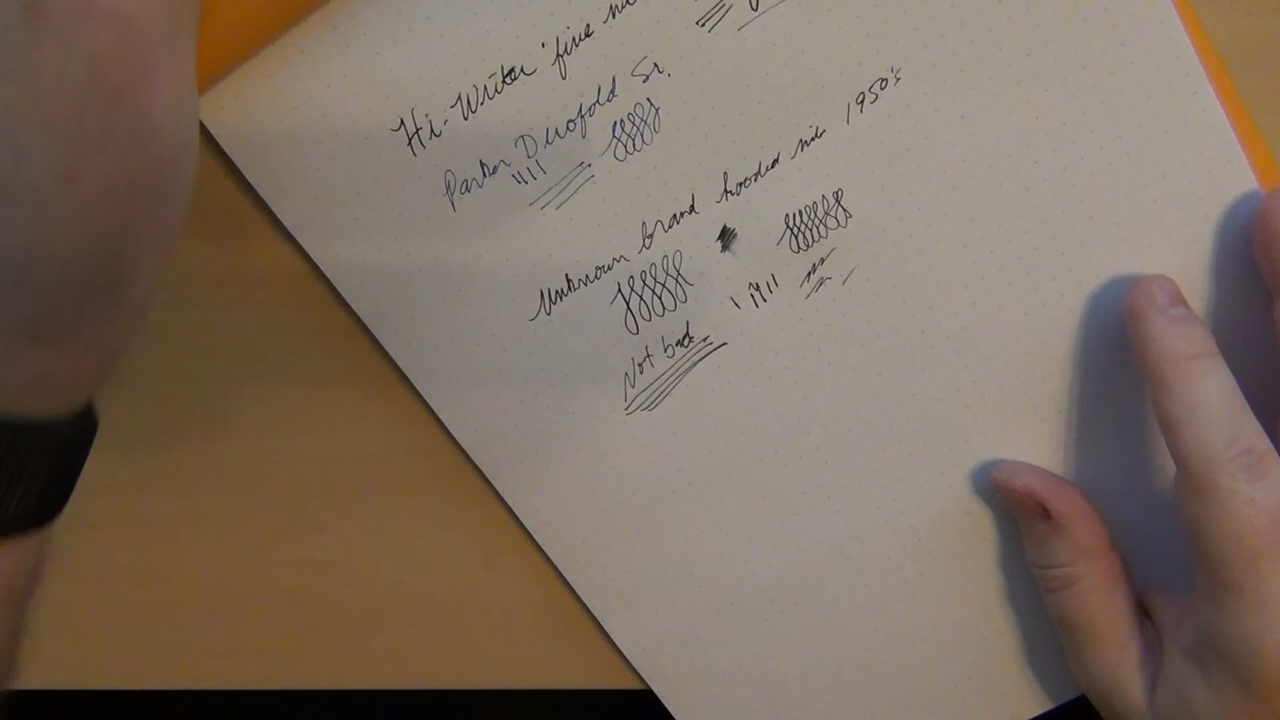 Hi-Writer 'fine
Parker Duofold Sr.
Unknown brand hooded nib 1950's
Not bad